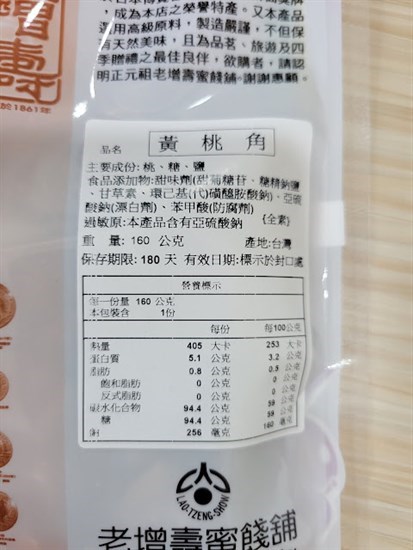 ，成為本店之榮譽特產。又本產品
選用高級原料，製造嚴謹，不但保
有天然美味，且為品茗、旅遊及四
季贈禮之最佳良伴，欲購者，請認
明正元祖老增壽蜜餞舖-謝謝惠顧。
增壽
於1861年
品名 黃桃角
主要成份:桃、糖、鹽
食品添加物:甜味劑(甜菊醣苷、糖精鈉鹽
、甘草素、環己基(代)磺醯胺酸鈉)、亞硫
酸鈉(漂白劑)、苯甲酸(防腐劑)
過敏原:本產品含有亞硫酸鈉 (全素)
重 量: 160 公克 產地:台灣
保存期限: 180 天 有效日期:標示於封口處
營養標示
每一份量 160 公克
本包裝含 1份
每份 每100公克
熱量 405 大卡 253 大卡
蛋白質 5.1 公克 3.2 公克
脂肪 0.8 公克 0.5 公克
飽和脂肪 0 公克 0 公克
反式脂肪 0 公克 0 公克
碳水化合物 94.4 公克 59 公克
糖 94.4 公克 59 公克
鈉 256 毫克 160 毫克
LAO-TZENG-SHOW
老增壽蜜餞舖